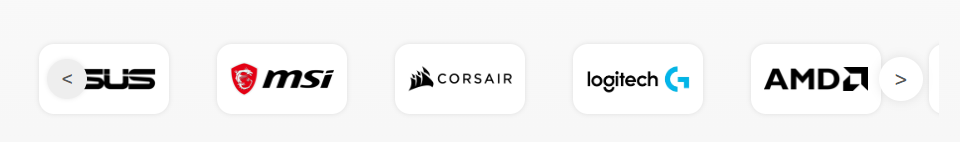 <
SUS
msi
CORSAIR
logitech G
AMD
>